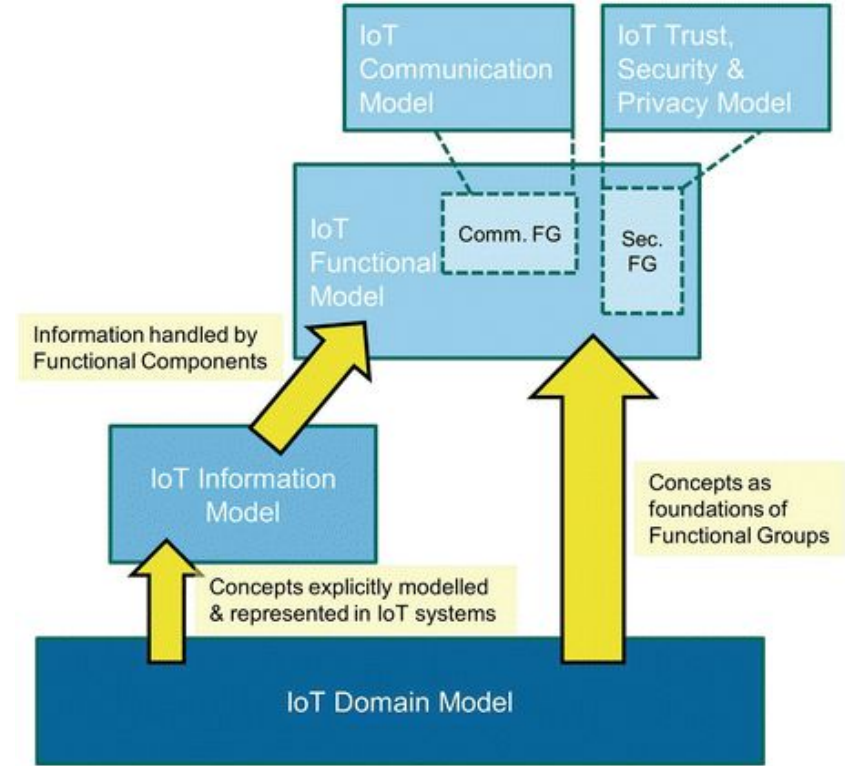 IoT
Communication
Model
IoT Trust,
Security &
Privacy Model
IoT
Functional
Model
Comm. FG
Sec.
FG
Information handled by
Functional Components
IoT Information
Model
Concepts as
foundations of
Functional Groups
Concepts explicitly modelled
& represented in IoT systems
IoT Domain Model